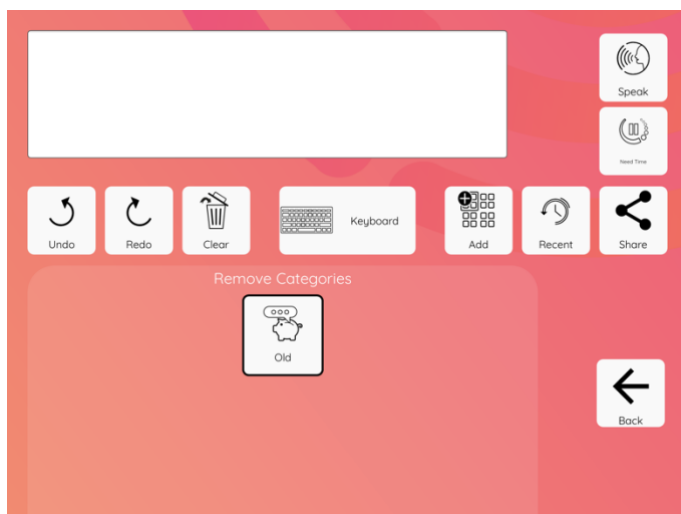 Speak
Need Time
Undo
Redo
Clear
Keyboard
Add
Recent
Share
Remove Categories
Old
Back